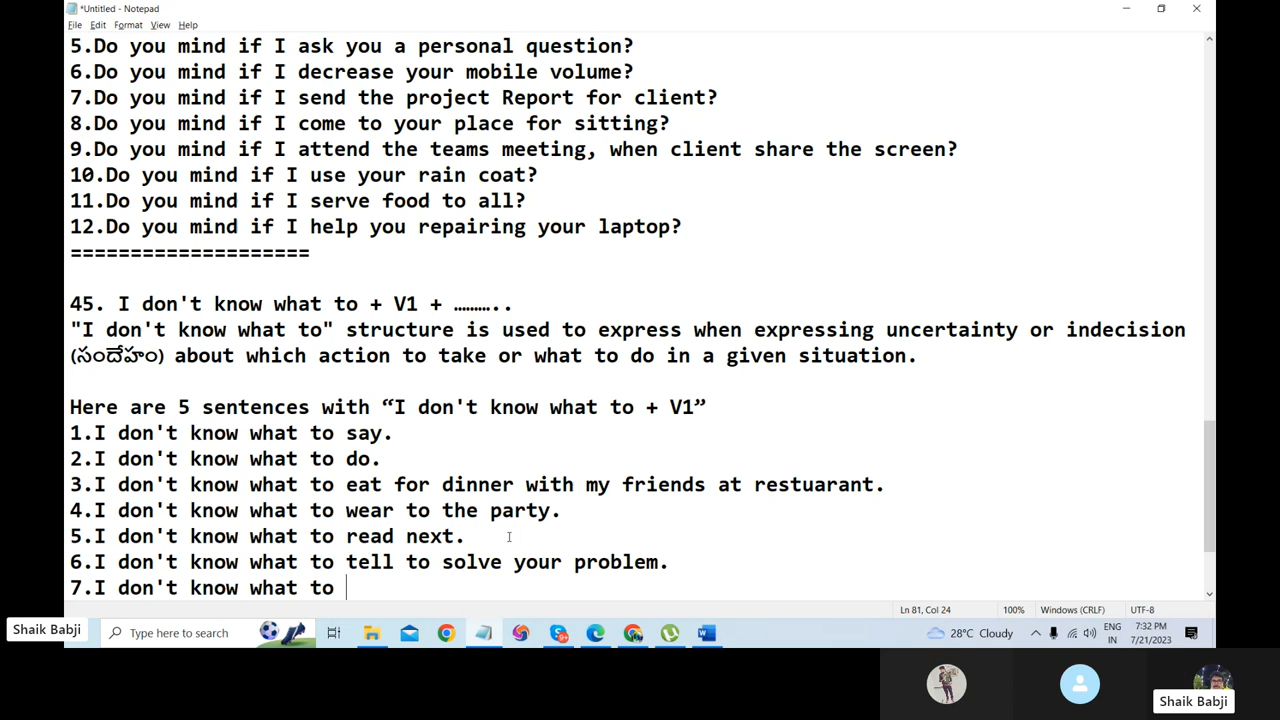 *Untitled - Notepad
File Edit Format View Help
5.Do you mind if I ask you a personal question?
6.Do you mind if I decrease your mobile volume?
7.Do you mind if I send the project Report for client?
8.Do you mind if I come to your place for sitting?
9.Do you mind if I attend the teams meeting, when client share the screen?
10.Do you mind if I use your rain coat?
11.Do you mind if I serve food to all?
12.Do you mind if I help you repairing your laptop?
====================
45. I don't know what to + V1 + ………..
"I don't know what to" structure is used to express when expressing uncertainty or indecision
(సందేహం) about which action to take or what to do in a given situation.
Here are 5 sentences with “I don't know what to + V1”
1.I don't know what to say.
2.I don't know what to do.
3.I don't know what to eat for dinner with my friends at restuarant.
4.I don't know what to wear to the party.
5.I don't know what to read next.
6.I don't know what to tell to solve your problem.
7.I don't know what to
Ln 81, Col 24 100% Windows (CRLF) UTF-8
Shaik Babji
Type here to search
28°C Cloudy
ENG
IN
7:32 PM
7/21/2023
Shaik Babji